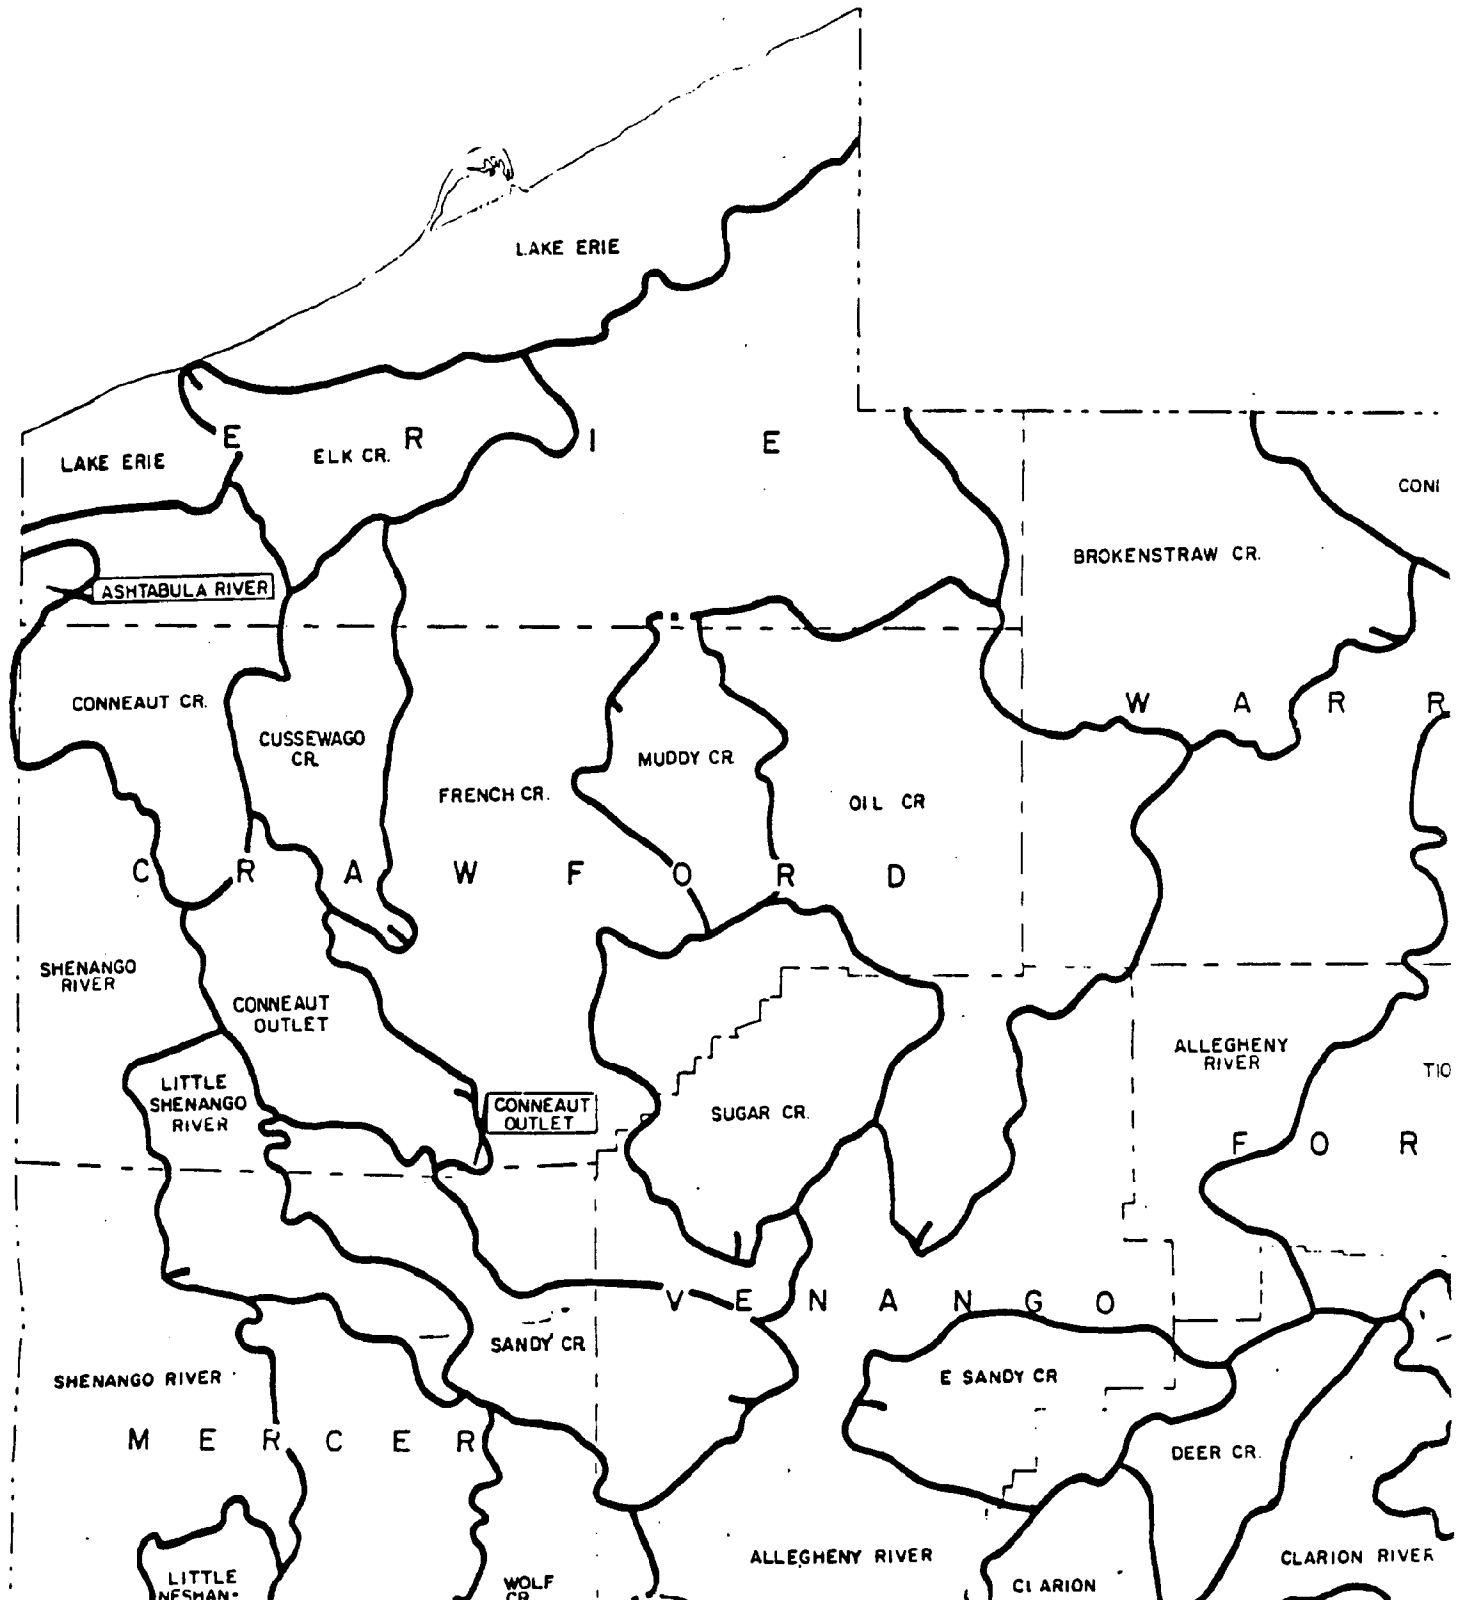 LAKE ERIE
E R I E
LAKE ERIE
ELK CR.
BROKENSTRAW CR.
ASHTABULA RIVER
CONNEAUT CR.
W A R R
CUSSEWAGO
CR.
MUDDY CR
FRENCH CR.
OIL CR
C R A W F O R D
SHENANGO
RIVER
CONNEAUT
OUTLET
ALLEGHENY
RIVER
LITTLE
SHENANGO
RIVER
CONNEAUT
OUTLET
SUGAR CR.
F O R
V E N A N G O
SANDY CR
SHENANGO RIVER
E SANDY CR
M E R C E R
DEER CR.
ALLEGHENY RIVER
CLARION RIVER
LITTLE
NESHAN-
WOLF
CR.
CLARION